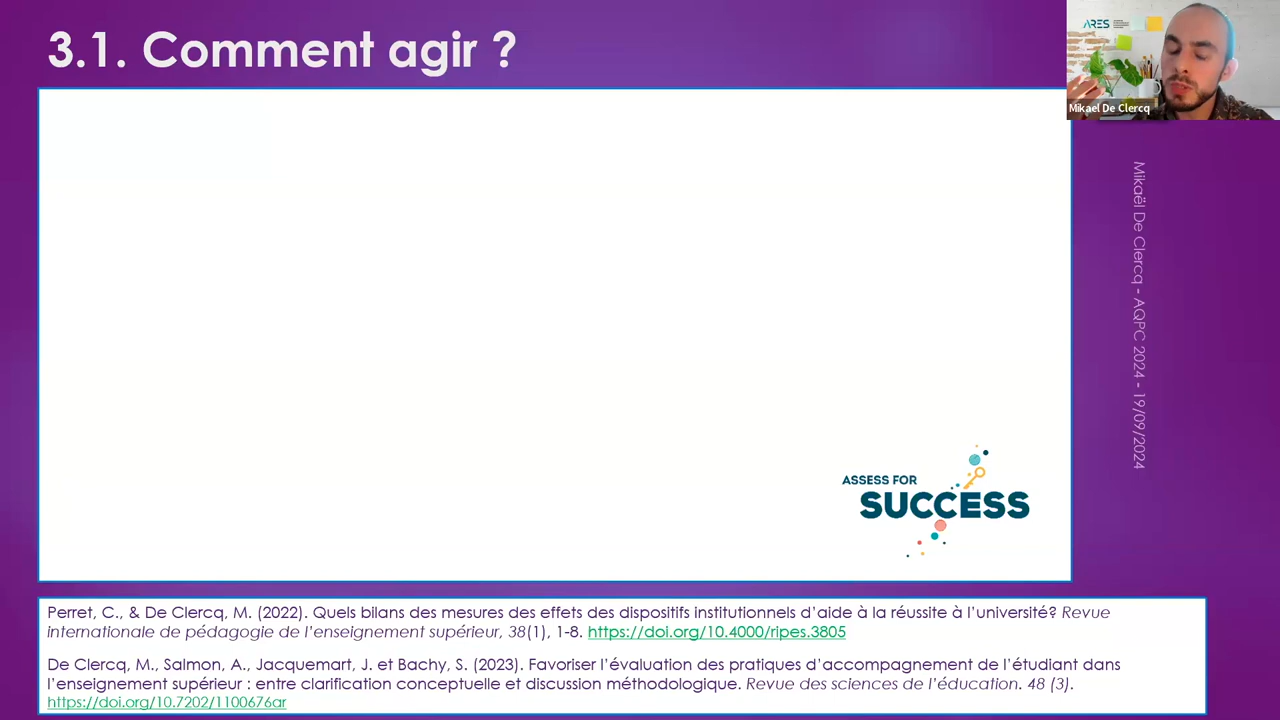 3.1. Comment agir ?
ARES
Mikael De Clercq
Mikaël De Clercq - AQPC 2024 - 19/09/2024
ASSESS FOR
SUCCESS
Perret, C., & De Clercq, M. (2022). Quels bilans des mesures des effets des dispositifs institutionnels d’aide à la réussite à l’université? Revue
internationale de pédagogie de l’enseignement supérieur, 38(1), 1-8. https://doi.org/10.4000/ripes.3805
De Clercq, M., Salmon, A., Jacquemart, J. et Bachy, S. (2023). Favoriser l’évaluation des pratiques d’accompagnement de l’étudiant dans
l’enseignement supérieur : entre clarification conceptuelle et discussion méthodologique. Revue des sciences de l’éducation. 48 (3).
https://doi.org/10.7202/1100676ar